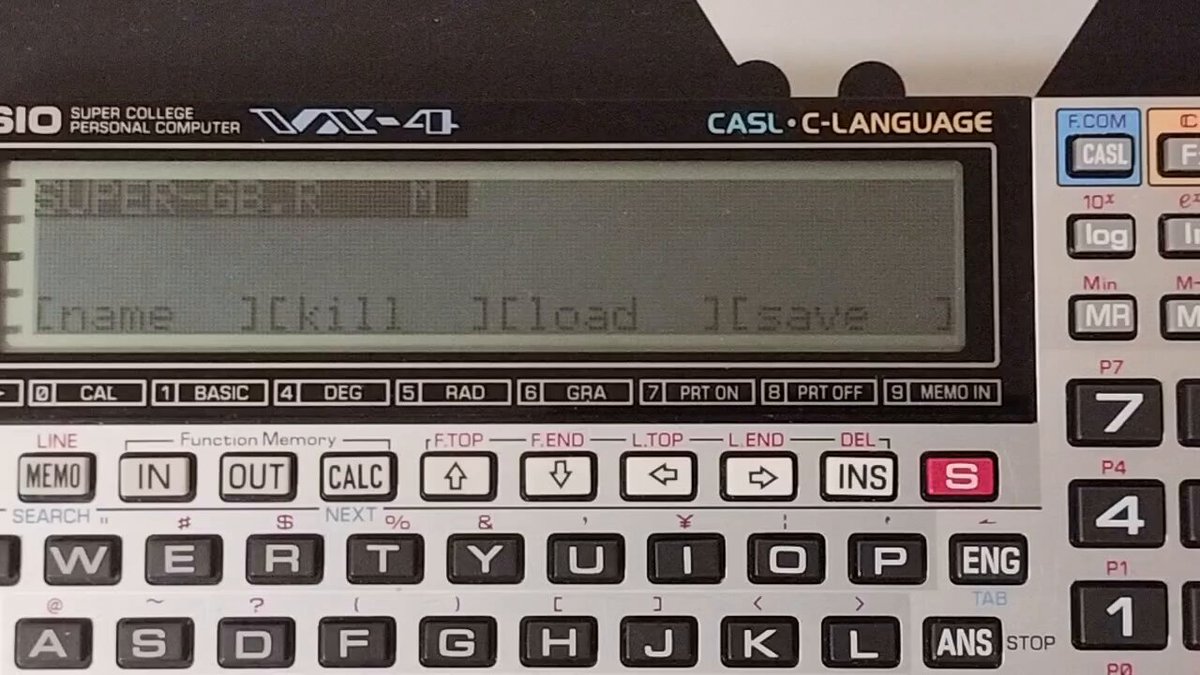 SIO SUPER COLLEGE PERSONAL COMPUTER VX-4 CASL・C-LANGUAGE
SUPER-GB.R M
[name ][kill ][load ][save ]
0 CAL 1 BASIC 4 DEG 5 RAD 6 GRA 7 PRT ON 8 PRT OFF 9 MEMO IN
F.COM
CASL
10ˣ eˣ
log
Min M-
MR M
P7
7
P4
4
P1
1
P0
LINE Function Memory F.TOP F.END L.TOP L.END DEL
MEMO IN OUT CALC ⇧ ⇩ ⇦ ⇨ INS S
SEARCH " # $ NEXT % & ' ¥ ¦
W E R T Y U I O P ENG
@ ~ ? ( ) [ ] < > TAB
A S D F G H J K L ANS STOP